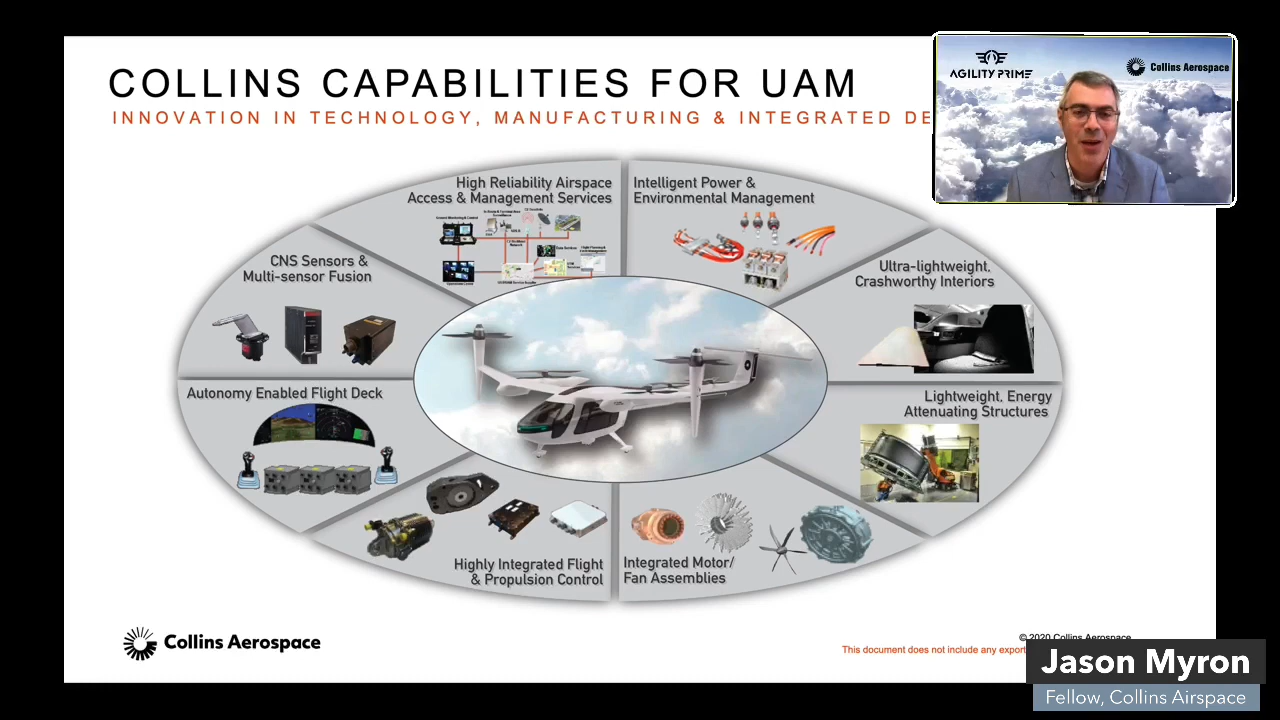 COLLINS CAPABILITIES FOR UAM
INNOVATION IN TECHNOLOGY, MANUFACTURING & INTEGRATED DE
AGILITY PRIME
Collins Aerospace
High Reliability Airspace
Access & Management Services
Intelligent Power &
Environmental Management
CNS Sensors &
Multi-sensor Fusion
Ultra-lightweight,
Crashworthy Interiors
Autonomy Enabled Flight Deck
Lightweight, Energy
Attenuating Structures
Highly Integrated Flight
& Propulsion Control
Integrated Motor/
Fan Assemblies
Collins Aerospace
© 2020 Collins Aerospace
This document does not include any export
Jason Myron
Fellow, Collins Airspace